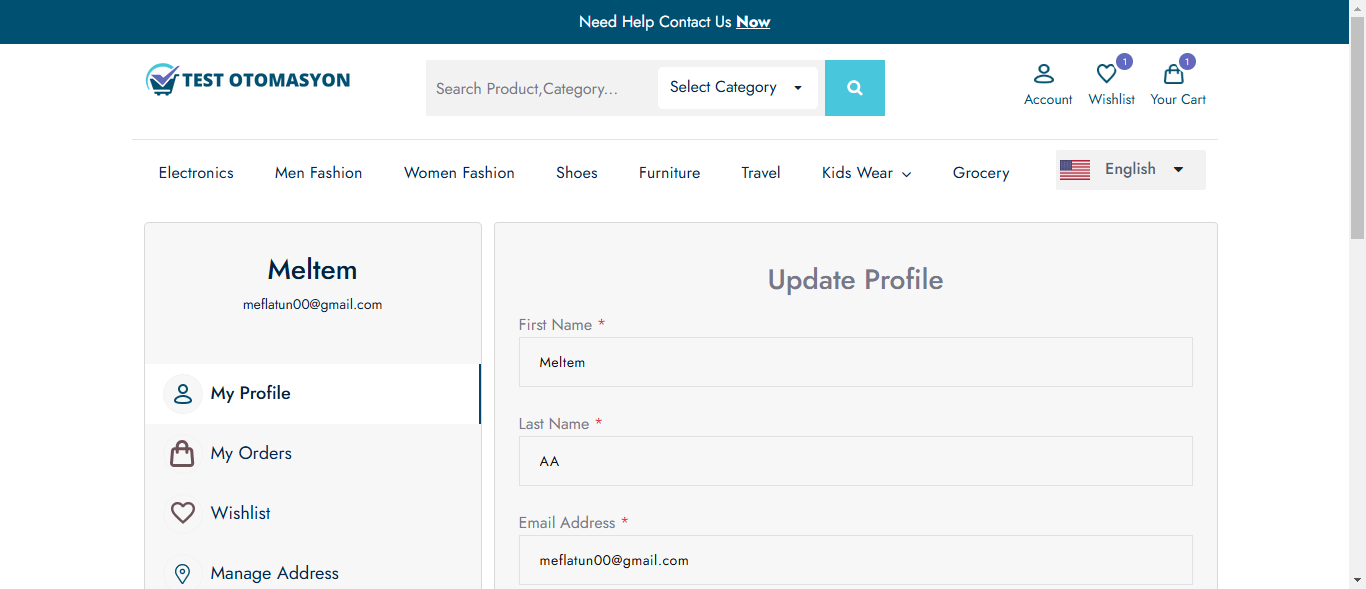 Need Help Contact Us Now
TEST OTOMASYON
Search Product,Category...
Select Category
1
1
Account
Wishlist
Your Cart
Electronics
Men Fashion
Women Fashion
Shoes
Furniture
Travel
Kids Wear
Grocery
English
Meltem
meflatun00@gmail.com
My Profile
My Orders
Wishlist
Manage Address
Update Profile
First Name *
Meltem
Last Name *
AA
Email Address *
meflatun00@gmail.com